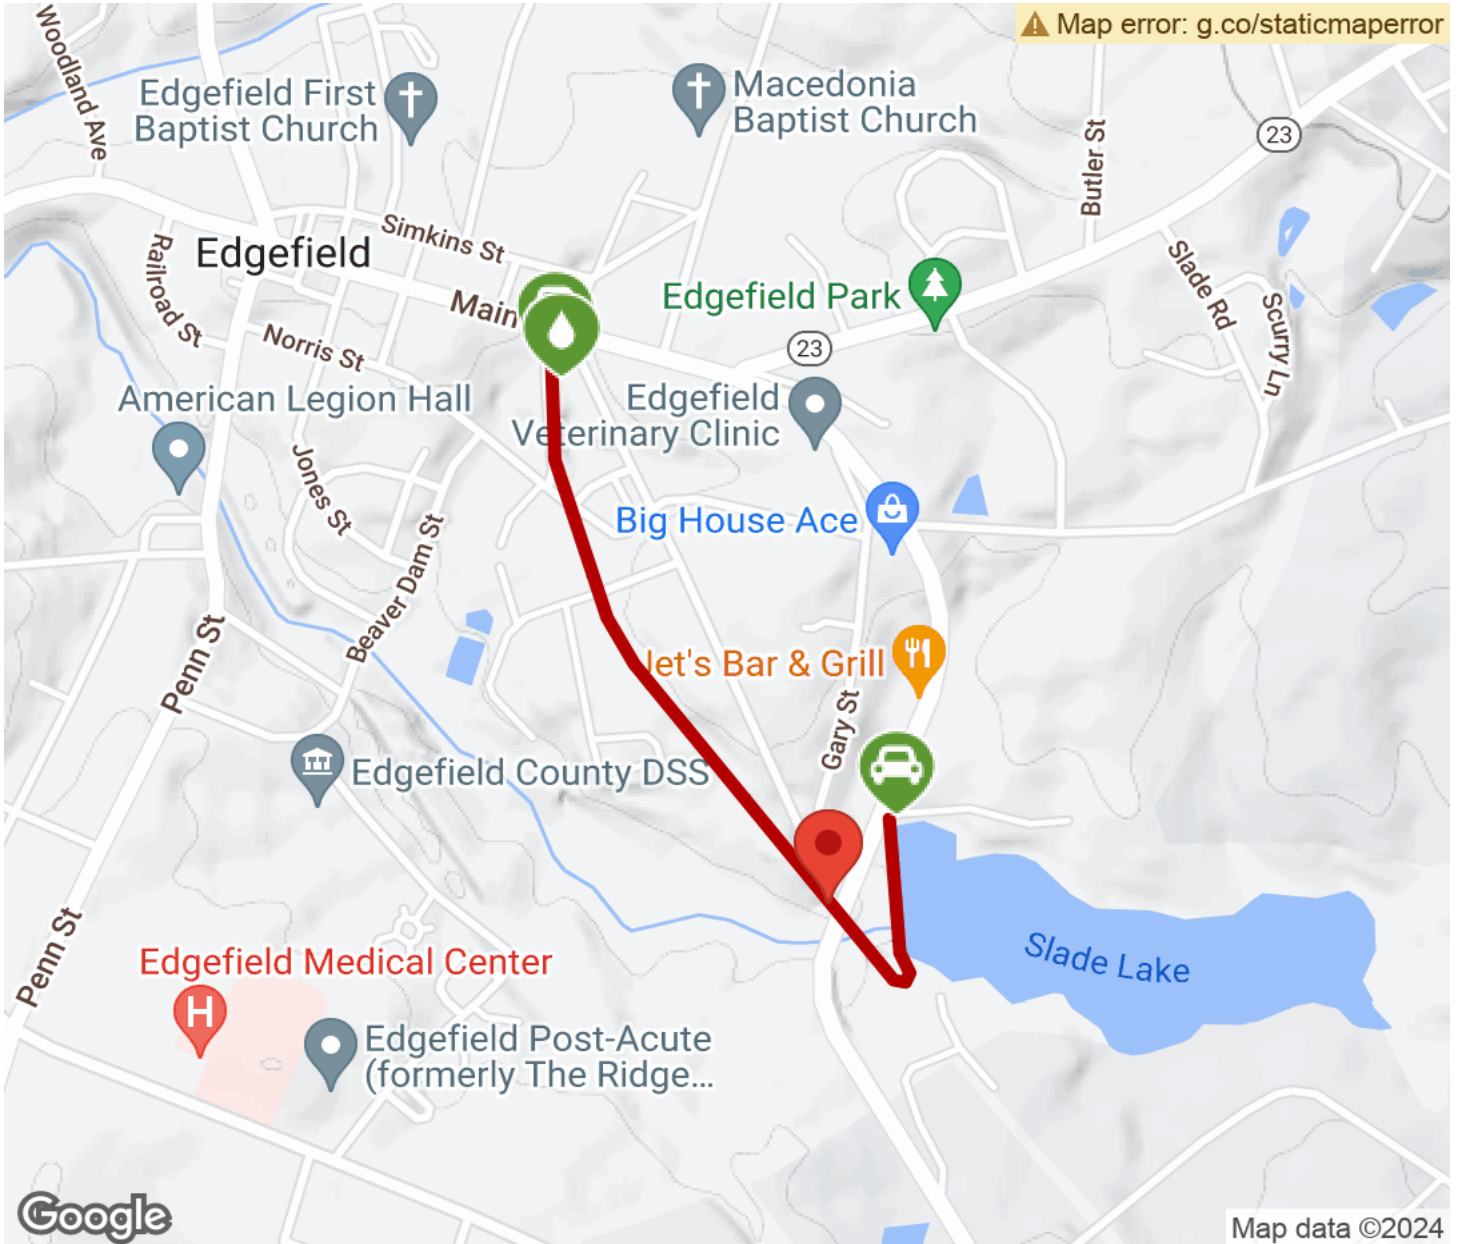 Map error: g.co/staticmaperror
Woodland Ave
Edgefield First
Baptist Church
Macedonia
Baptist Church
23
Butler St
Simkins St
Edgefield
Railroad St
Main
Edgefield Park
Slade Rd
Scurry Ln
Norris St
23
American Legion Hall
Edgefield
Veterinary Clinic
Jones St
Big House Ace
Beaver Dam St
Penn St
et's Bar & Grill
Gary St
Edgefield County DSS
Penn St
Slade Lake
Edgefield Medical Center
H
Edgefield Post-Acute
(formerly The Ridge...
Google
Map data ©2024